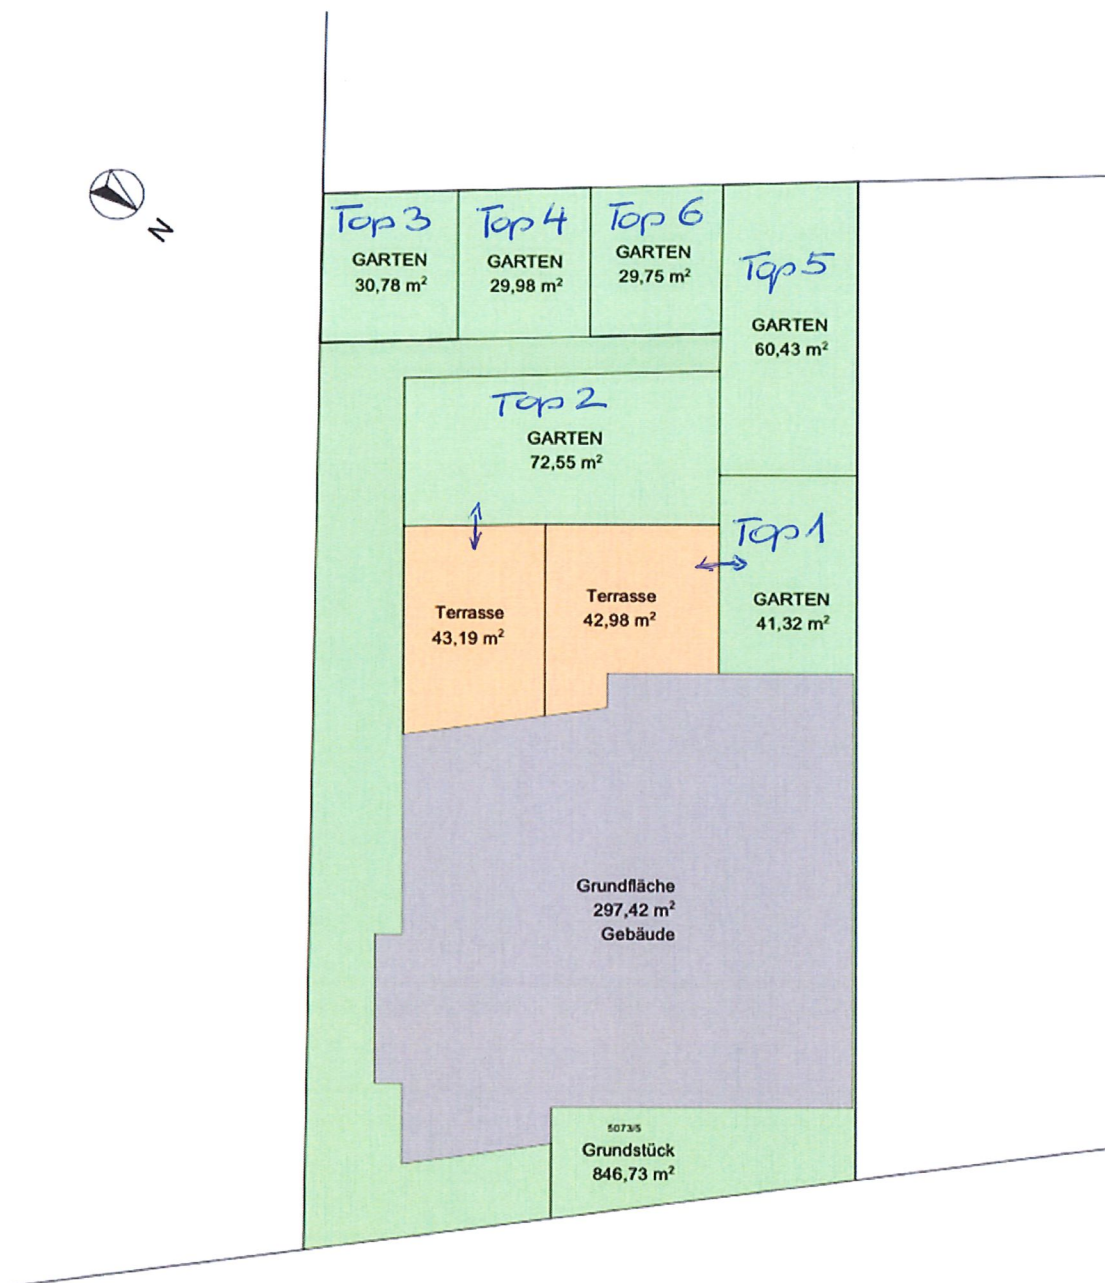 N
Top 3
GARTEN
30,78 m²
Top 4
GARTEN
29,98 m²
Top 6
GARTEN
29,75 m²
Top 5
GARTEN
60,43 m²
Top 2
GARTEN
72,55 m²
Top 1
GARTEN
41,32 m²
Terrasse
43,19 m²
Terrasse
42,98 m²
Grundfläche
297,42 m²
Gebäude
5073/5
Grundstück
846,73 m²